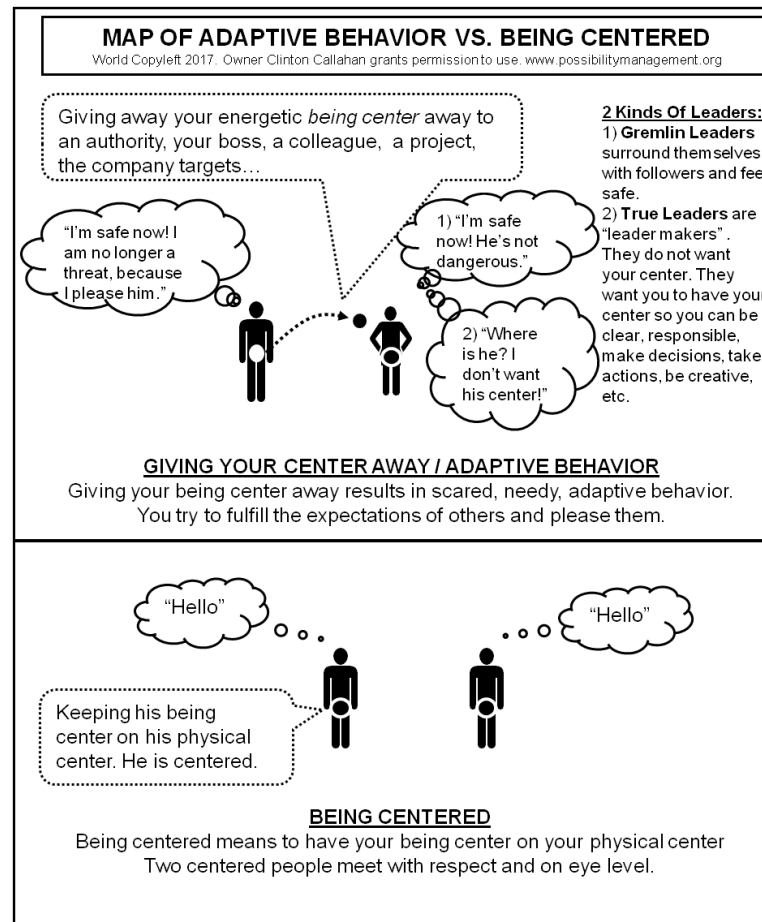 MAP OF ADAPTIVE BEHAVIOR VS. BEING CENTERED
World Copyleft 2017. Owner Clinton Callahan grants permission to use. www.possibilitymanagement.org
Giving away your energetic being center away to
an authority, your boss, a colleague, a project,
the company targets…
2 Kinds Of Leaders:
1) Gremlin Leaders
surround themselves
with followers and fee
safe.
2) True Leaders are
“leader makers” .
They do not want
your center. They
want you to have your
center so you can be
clear, responsible,
make decisions, take
actions, be creative,
etc.
“I’m safe now! I
am no longer a
threat, because
I please him.”
1) “I’m safe
now! He’s not
dangerous.”
2) “Where
is he? I
don’t want
his center!”
GIVING YOUR CENTER AWAY / ADAPTIVE BEHAVIOR
Giving your being center away results in scared, needy, adaptive behavior.
You try to fulfill the expectations of others and please them.
“Hello”
“Hello”
Keeping his being
center on his physical
center. He is centered.
BEING CENTERED
Being centered means to have your being center on your physical center
Two centered people meet with respect and on eye level.